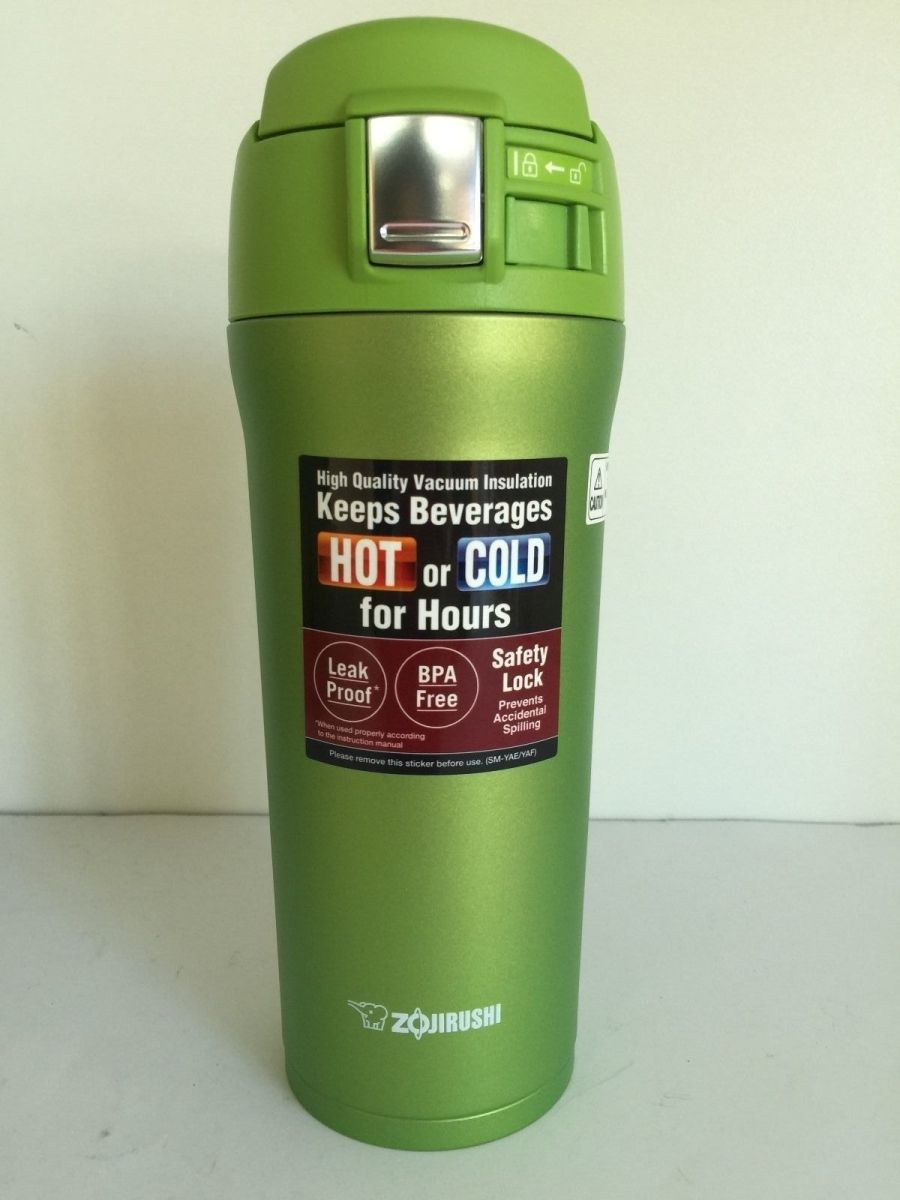 High Quality Vacuum Insulation
Keeps Beverages
HOT or COLD
for Hours
Leak
Proof*
BPA
Free
Safety
Lock
Prevents
Accidental
Spilling
*When used properly according
to the instruction manual
Please remove this sticker before use. (SM-YAE/YAF)
CAUTION
ZOJIRUSHI